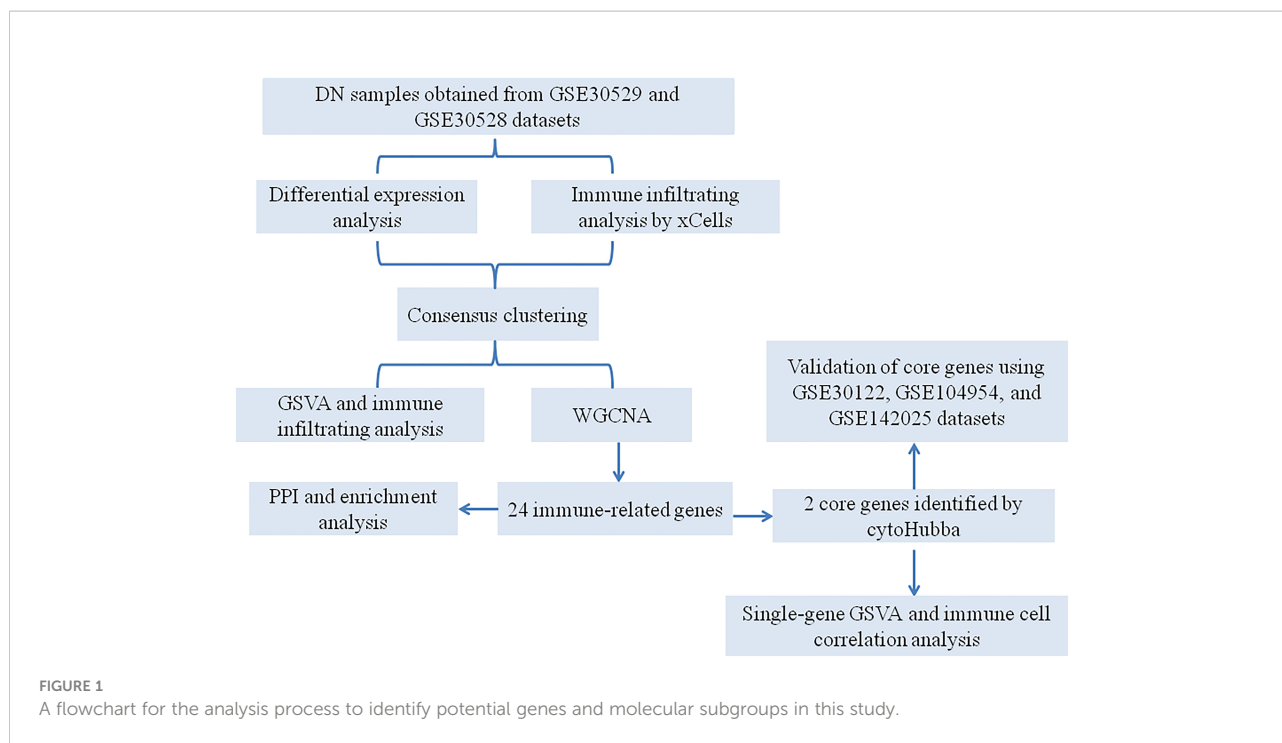 DN samples obtained from GSE30529 and
GSE30528 datasets
Differential expression
analysis
Immune infiltrating
analysis by xCells
Consensus clustering
GSVA and immune
infiltrating analysis
WGCNA
Validation of core genes using
GSE30122, GSE104954, and
GSE142025 datasets
PPI and enrichment
analysis
24 immune-related genes
2 core genes identified by
cytoHubba
Single-gene GSVA and immune cell
correlation analysis
FIGURE 1
A flowchart for the analysis process to identify potential genes and molecular subgroups in this study.